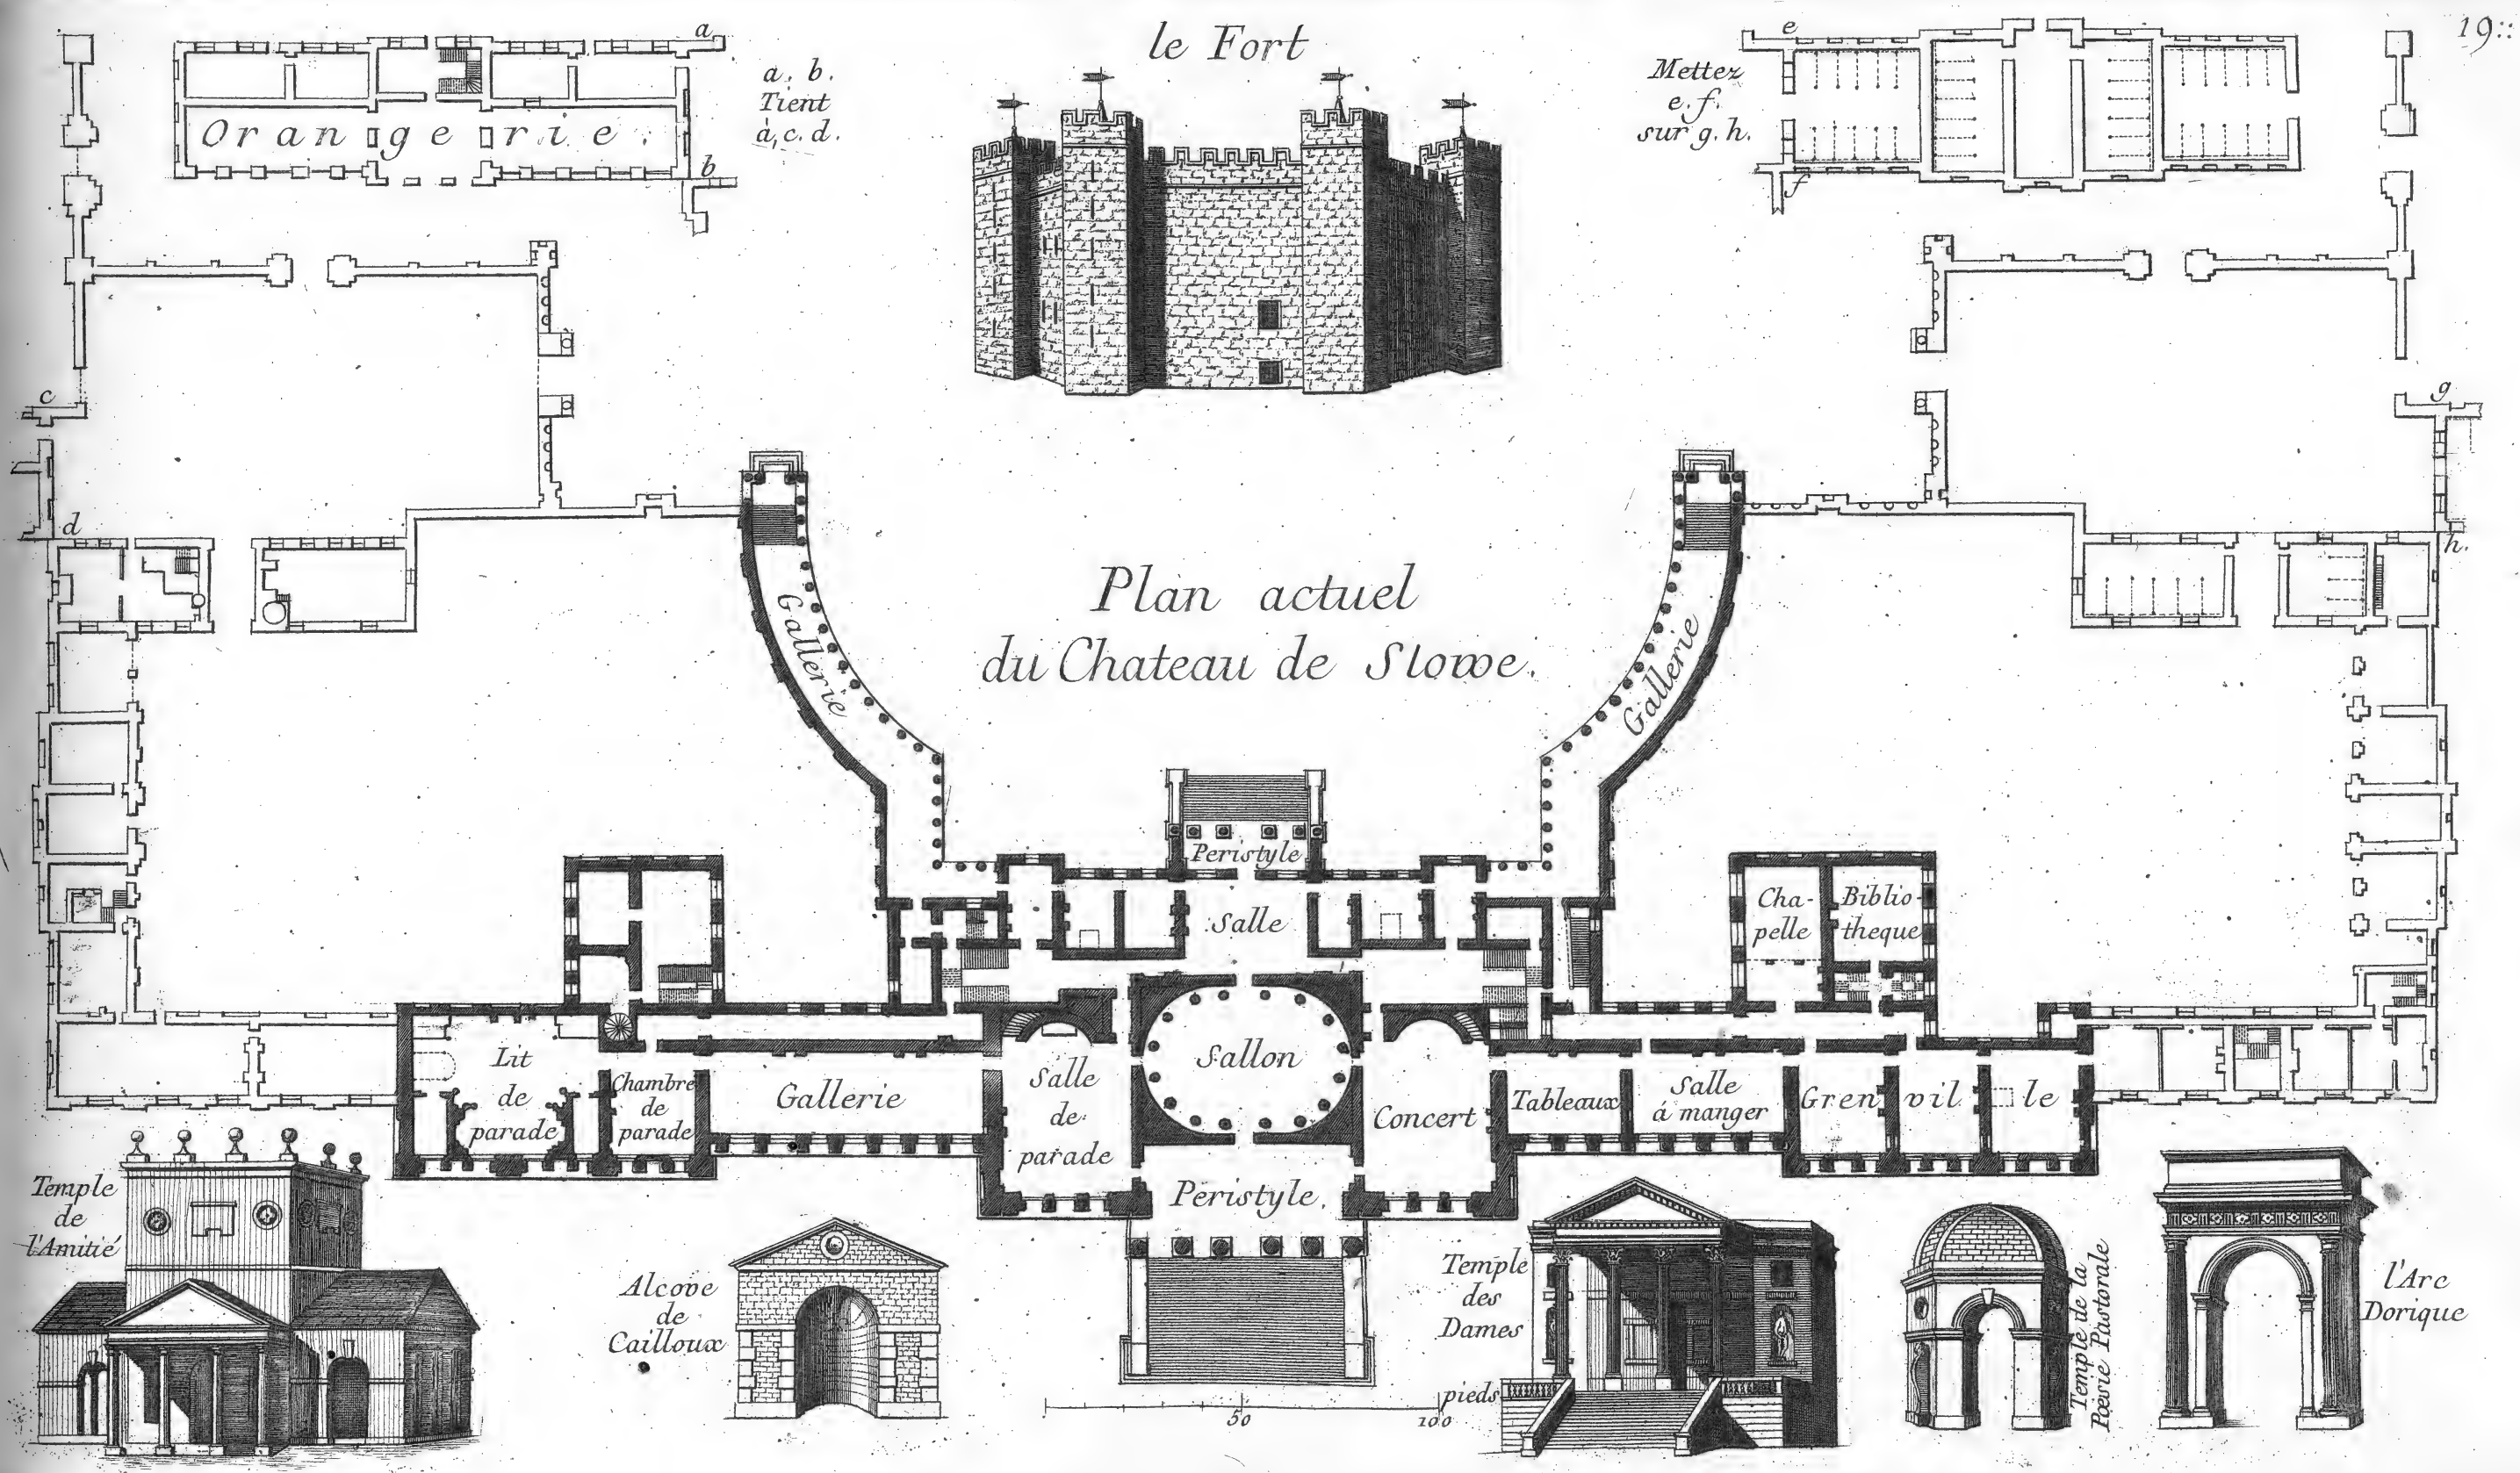 19::
le Fort
a
a. b.
Tient
à, c. d.
Orangerie.
b
e
Mettez
e. f.
sur g. h.
f
c
g
d
h.
Plan actuel
du Chateau de Stowe.
Gallerie
Gallerie
Peristyle
Salle
Cha-
pelle
Biblio-
theque
Lit
de
parade
Chambre
de
parade
Gallerie
Salle
de
parade
Sallon
Concert
Tableaux
Salle
á manger
Grenville
Peristyle.
Temple
de
l'Amitié
Alcove
de
Cailloux
50
100
pieds
Temple
des
Dames
Temple de la
Pœsie Pastorale
l'Arc
Dorique